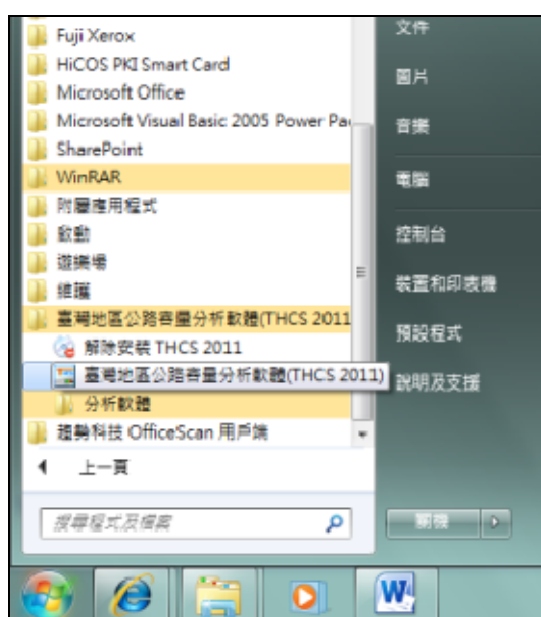 Fuji Xerox
HiCOS PKI Smart Card
Microsoft Office
Microsoft Visual Basic 2005 Power Pa
SharePoint
WinRAR
附屬應用程式
啟動
遊樂場
維護
臺灣地區公路容量分析軟體(THCS 2011
解除安裝 THCS 2011
臺灣地區公路容量分析軟體(THCS 2011)
分析軟體
趨勢科技 OfficeScan 用戶端
上一頁
搜尋程式及檔案
文件
圖片
音樂
電腦
控制台
裝置和印表機
預設程式
說明及支援
關機